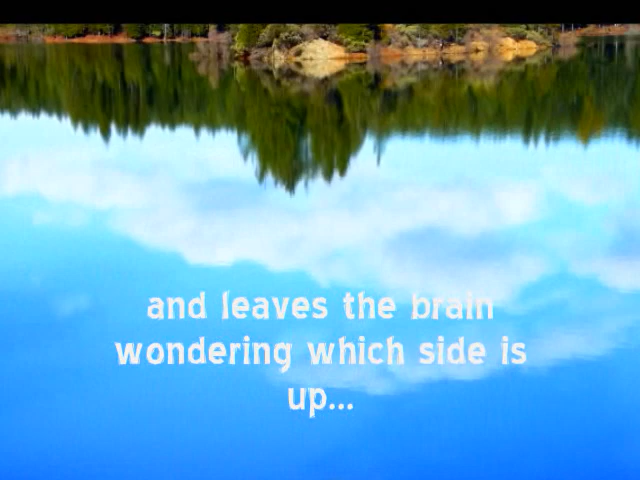 and leaves the brain
wondering which side is
up...